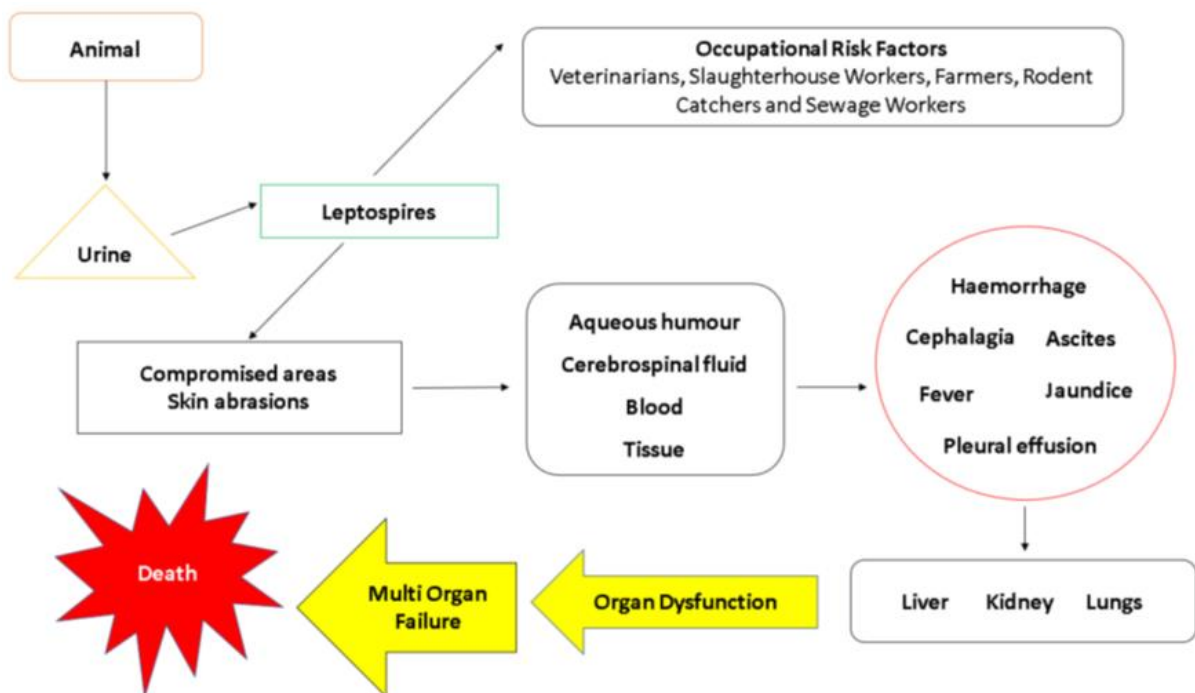 Animal
Occupational Risk Factors
Veterinarians, Slaughterhouse Workers, Farmers, Rodent
Catchers and Sewage Workers
Urine
Leptospires
Compromised areas
Skin abrasions
Aqueous humour
Cerebrospinal fluid
Blood
Tissue
Haemorrhage
Cephalagia
Ascites
Fever
Jaundice
Pleural effusion
Liver
Kidney
Lungs
Organ Dysfunction
Multi Organ
Failure
Death